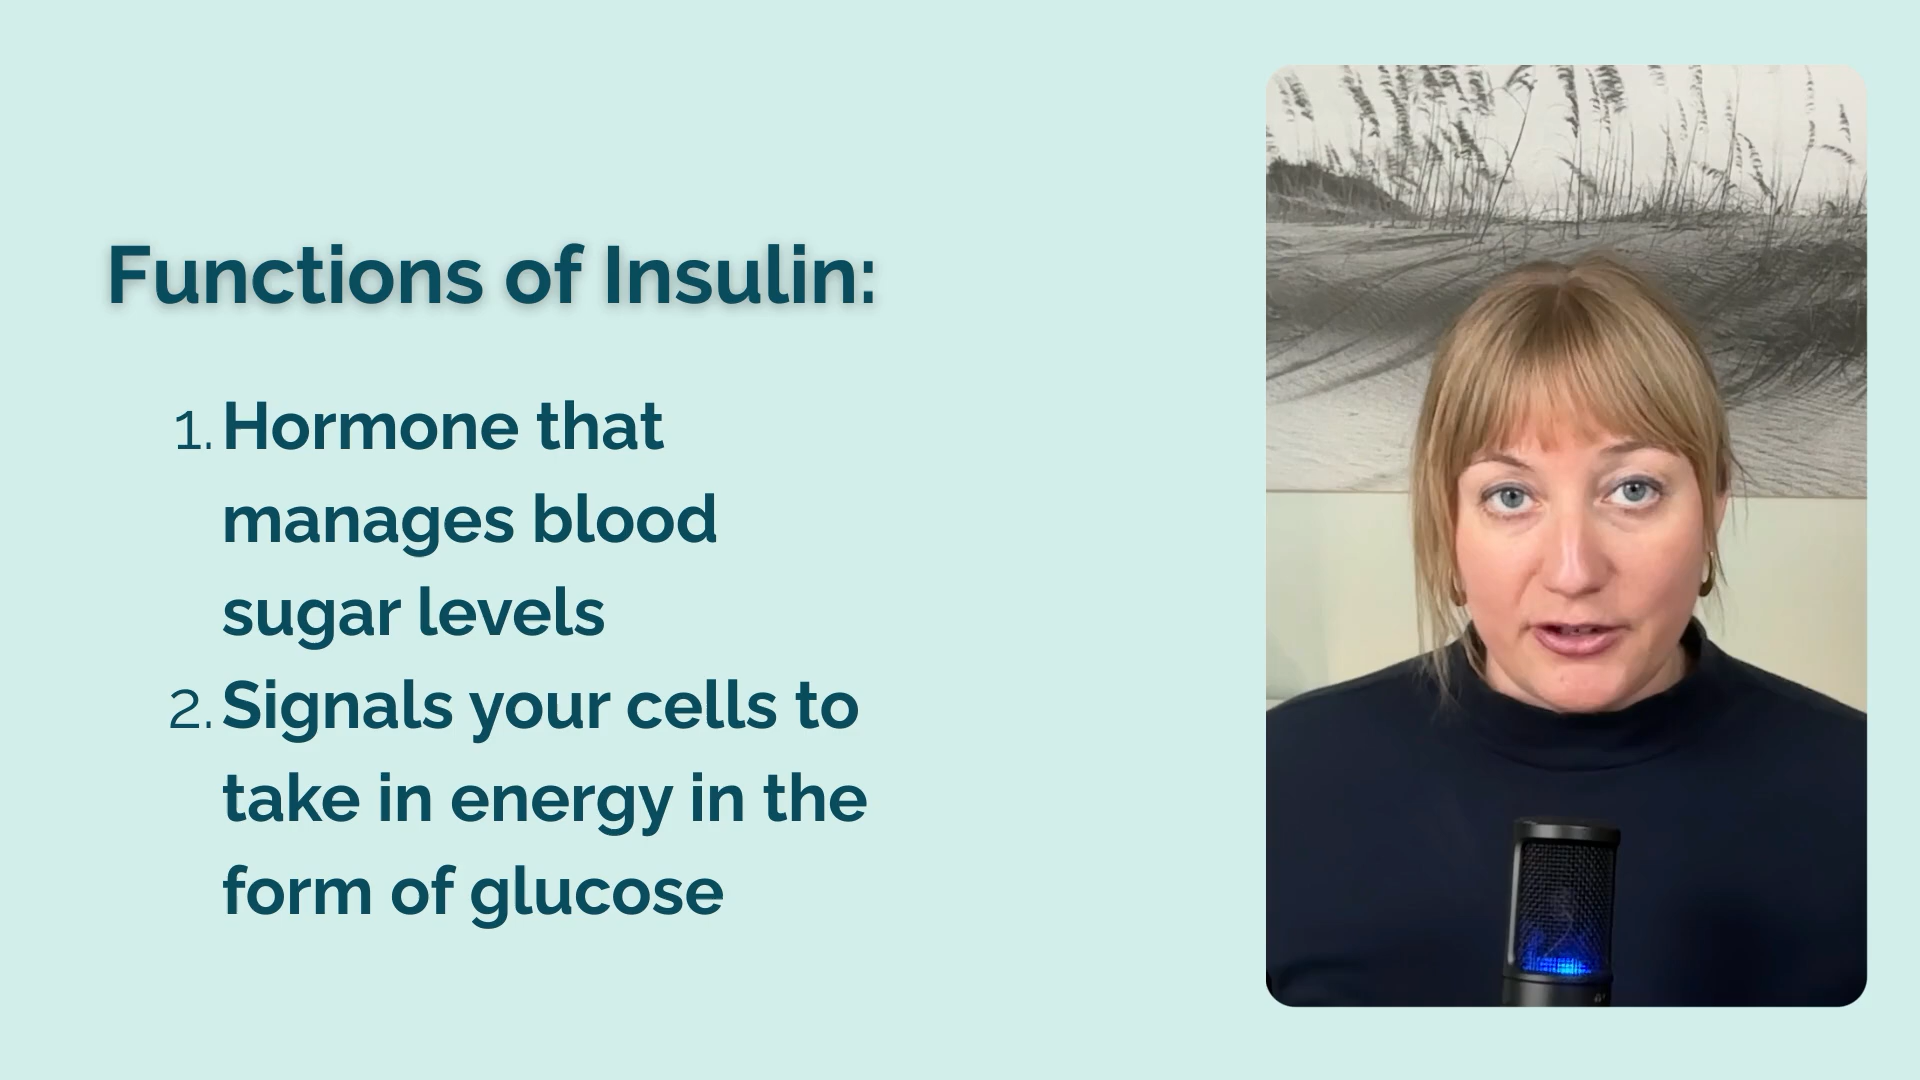 Functions of Insulin:
1. Hormone that
manages blood
sugar levels
2. Signals your cells to
take in energy in the
form of glucose